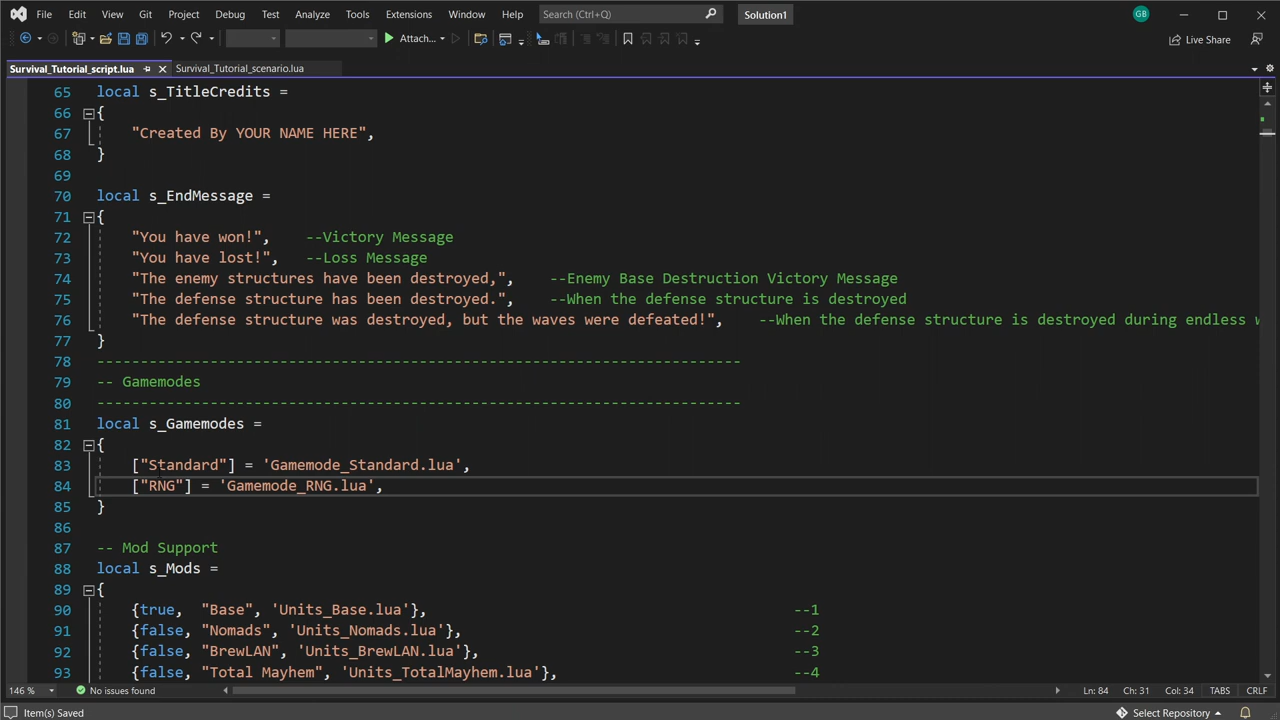 File Edit View Git Project Debug Test Analyze Tools Extensions Window Help Search (Ctrl+Q) Solution1 GB
Attach... Live Share
Survival_Tutorial_script.lua Survival_Tutorial_scenario.lua
65 local s_TitleCredits =
66 {
67 "Created By YOUR NAME HERE",
68 }
69
70 local s_EndMessage =
71 {
72 "You have won!", --Victory Message
73 "You have lost!", --Loss Message
74 "The enemy structures have been destroyed,", --Enemy Base Destruction Victory Message
75 "The defense structure has been destroyed.", --When the defense structure is destroyed
76 "The defense structure was destroyed, but the waves were defeated!", --When the defense structure is destroyed during endless
77 }
78 --------------------------------------------------------------------------
79 -- Gamemodes
80 --------------------------------------------------------------------------
81 local s_Gamemodes =
82 {
83 ["Standard"] = 'Gamemode_Standard.lua',
84 ["RNG"] = 'Gamemode_RNG.lua',
85 }
86
87 -- Mod Support
88 local s_Mods =
89 {
90 {true, "Base", 'Units_Base.lua'}, --1
91 {false, "Nomads", 'Units_Nomads.lua'}, --2
92 {false, "BrewLAN", 'Units_BrewLAN.lua'}, --3
93 {false, "Total Mayhem", 'Units_TotalMayhem.lua'}, --4
146 % No issues found Ln: 84 Ch: 31 Col: 34 TABS CRLF
Item(s) Saved Select Repository